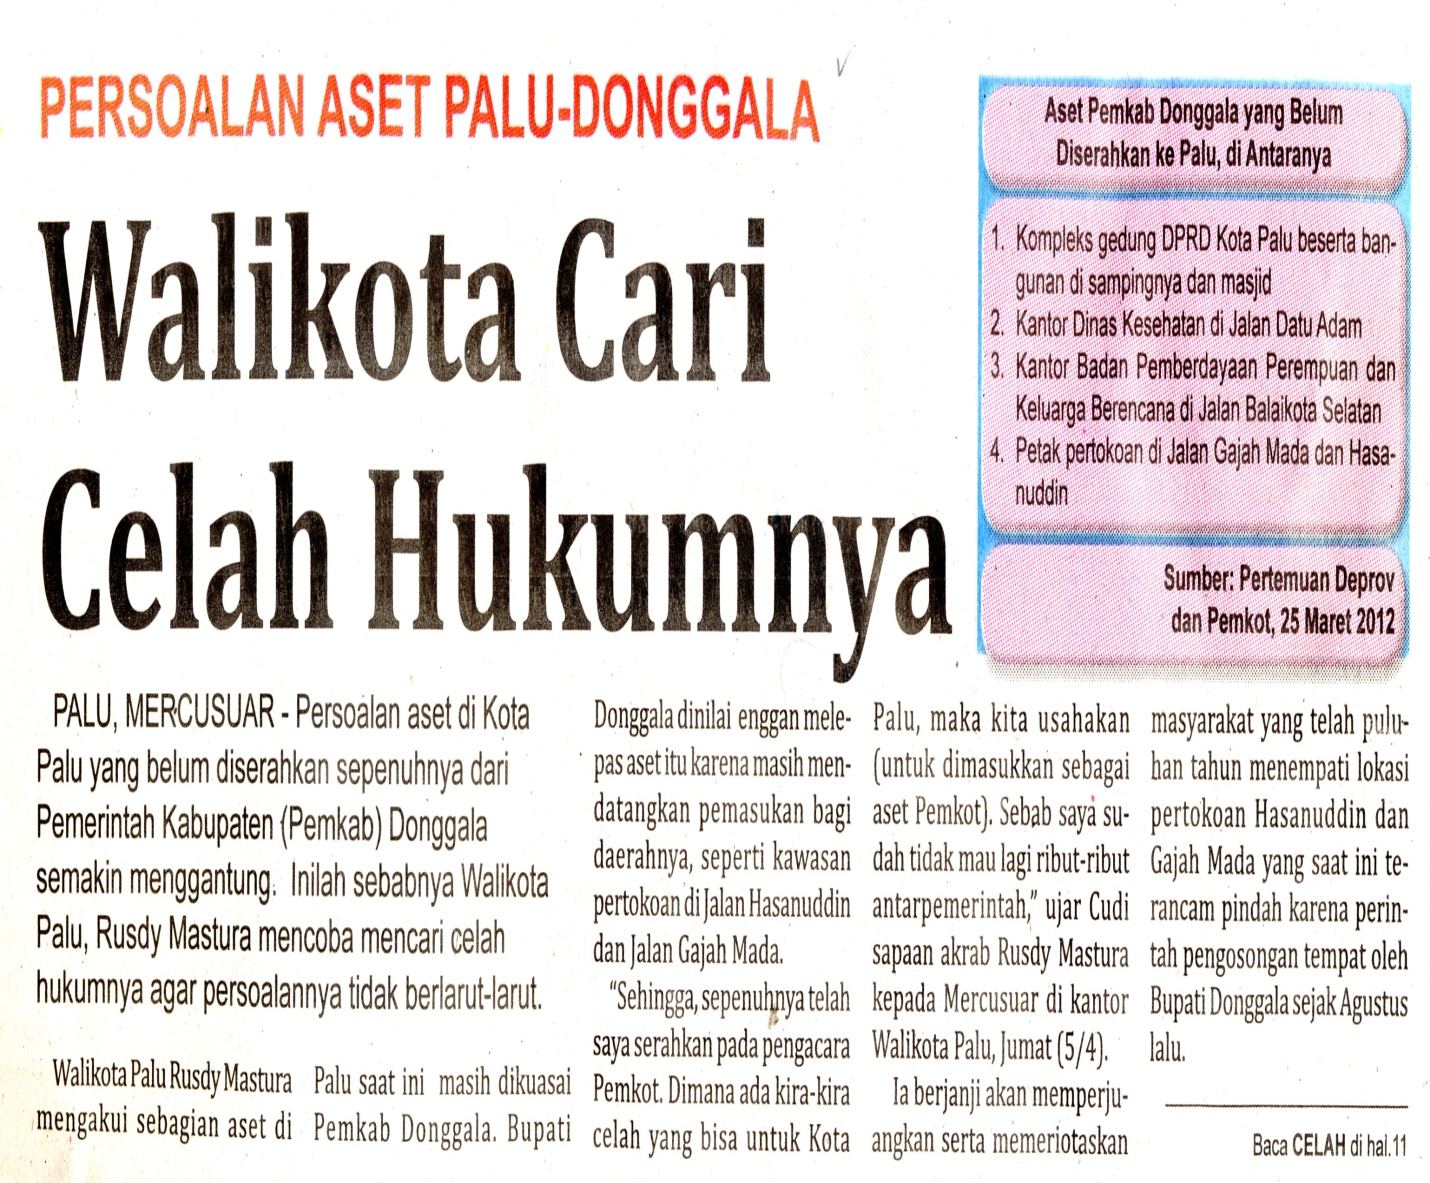 PERSOALAN ASET PALU-DONGGALA
Walikota Cari
Celah Hukumnya
Aset Pemkab Donggala yang Belum
Diserahkan ke Palu, di Antaranya
1. Kompleks gedung DPRD Kota Palu beserta ban-
gunan di sampingnya dan masjid
2. Kantor Dinas Kesehatan di Jalan Datu Adam
3. Kantor Badan Pemberdayaan Perempuan dan
Keluarga Berencana di Jalan Balaikota Selatan
4. Petak pertokoan di Jalan Gajah Mada dan Hasa-
nuddin
Sumber: Pertemuan Deprov
dan Pemkot, 25 Maret 2012
PALU, MERCUSUAR - Persoalan aset di Kota
Palu yang belum diserahkan sepenuhnya dari
Pemerintah Kabupaten (Pemkab) Donggala
semakin menggantung. Inilah sebabnya Walikota
Palu, Rusdy Mastura mencoba mencari celah
hukumnya agar persoalannya tidak berlarut-larut.
Walikota Palu Rusdy Mastura
mengakui sebagian aset di
Palu saat ini masih dikuasai
Pemkab Donggala. Bupati
Donggala dinilai enggan mele-
pas aset itu karena masih men-
datangkan pemasukan bagi
daerahnya, seperti kawasan
pertokoan di Jalan Hasanuddin
dan Jalan Gajah Mada.
"Sehingga, sepenuhnya telah
saya serahkan pada pengacara
Pemkot. Dimana ada kira-kira
celah yang bisa untuk Kota
Palu, maka kita usahakan
(untuk dimasukkan sebagai
aset Pemkot). Sebab saya su-
dah tidak mau lagi ribut-ribut
antarpemerintah," ujar Cudi
sapaan akrab Rusdy Mastura
kepada Mercusuar di kantor
Walikota Palu, Jumat (5/4).
Ia berjanji akan memperju-
angkan serta memeriotaskan
masyarakat yang telah pulu-
han tahun menempati lokasi
pertokoan Hasanuddin dan
Gajah Mada yang saat ini te-
rancam pindah karena perin-
tah pengosongan tempat oleh
Bupati Donggala sejak Agustus
lalu.
Baca CELAH di hal.11